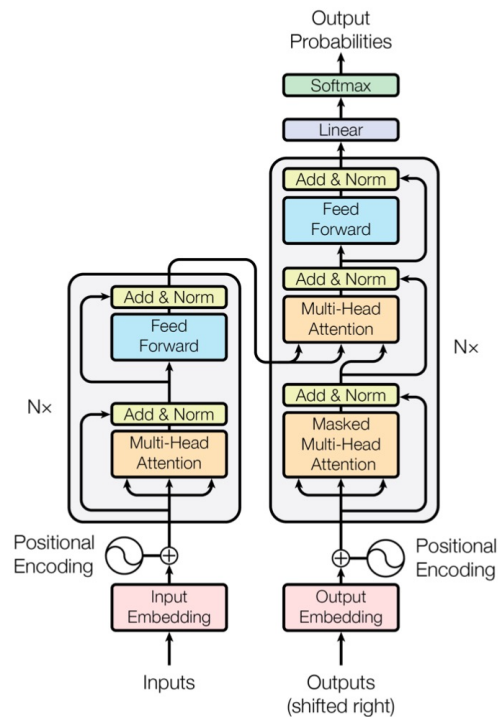 Output
Probabilities
Softmax
Linear
Add & Norm
Feed
Forward
Add & Norm
Multi-Head
Attention
Add & Norm
Masked
Multi-Head
Attention
N×
Add & Norm
Feed
Forward
Add & Norm
Multi-Head
Attention
N×
Positional
Encoding
Positional
Encoding
Input
Embedding
Output
Embedding
Inputs
Outputs
(shifted right)